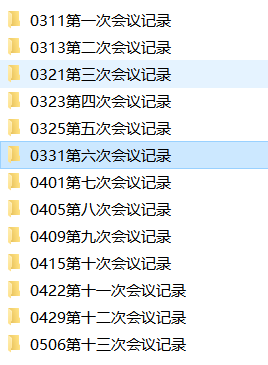 0311第一次会议记录
0313第二次会议记录
0321第三次会议记录
0323第四次会议记录
0325第五次会议记录
0331第六次会议记录
0401第七次会议记录
0405第八次会议记录
0409第九次会议记录
0415第十次会议记录
0422第十一次会议记录
0429第十二次会议记录
0506第十三次会议记录